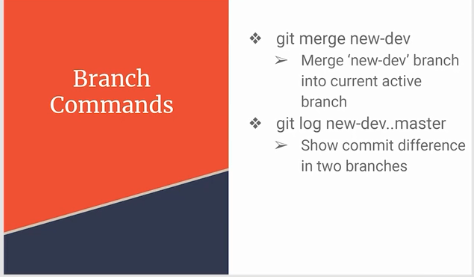 Branch
Commands
❖ git merge new-dev
➢ Merge ‘new-dev’ branch
into current active
branch
❖ git log new-dev..master
➢ Show commit difference
in two branches